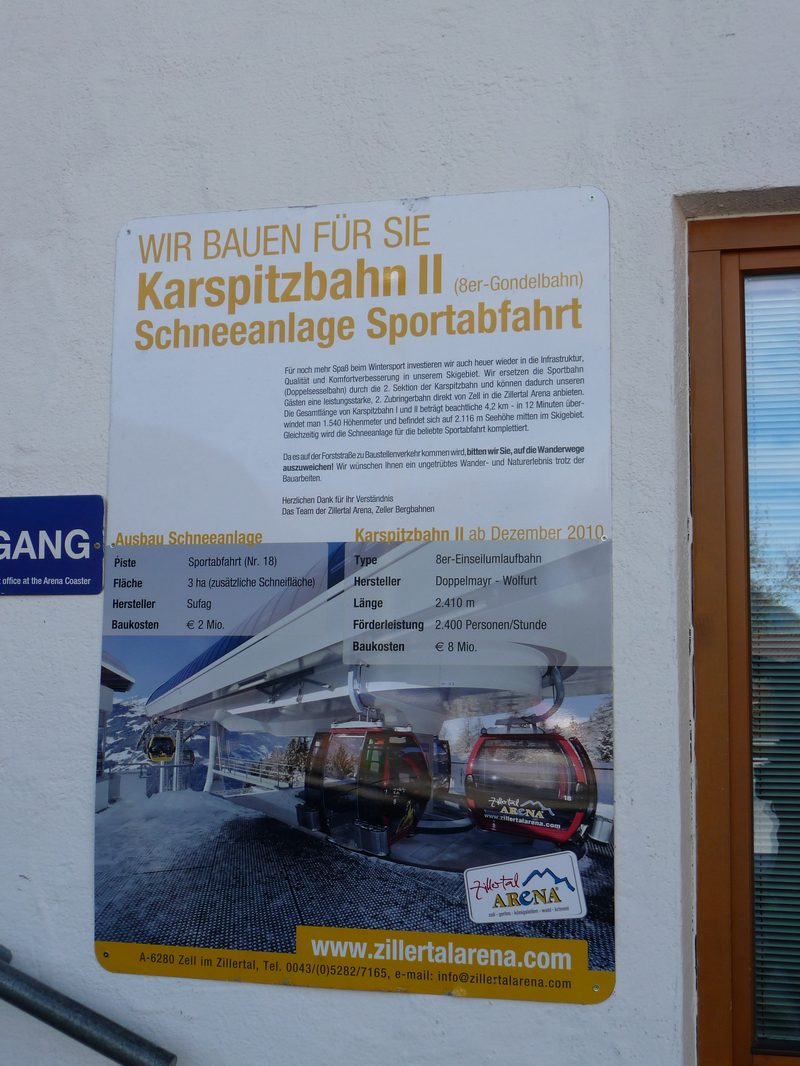 WIR BAUEN FÜR SIE
Karspitzbahn II (8er-Gondelbahn)
Schneeanlage Sportabfahrt
Für noch mehr Spaß beim Wintersport investieren wir auch heuer wieder in die Infrastruktur,
Qualität und Komfortverbesserung in unserem Skigebiet. Wir ersetzen die Sportbahn
(Doppelsesselbahn) durch die 2. Sektion der Karspitzbahn und können dadurch unseren
Gästen eine leistungsstarke, 2. Zubringerbahn direkt von Zell in die Zillertal Arena anbieten.
Die Gesamtlänge von Karspitzbahn I und II beträgt beachtliche 4,2 km - in 12 Minuten über-
windet man 1.540 Höhenmeter und befindet sich auf 2.116 m Seehöhe mitten im Skigebiet.
Gleichzeitig wird die Schneeanlage für die beliebte Sportabfahrt komplettiert.
Da es auf der Forststraße zu Baustellenverkehr kommen wird, bitten wir Sie, auf die Wanderwege
auszuweichen! Wir wünschen Ihnen ein ungetrübtes Wander- und Naturerlebnis trotz der
Bauarbeiten.
Herzlichen Dank für Ihr Verständnis
Das Team der Zillertal Arena, Zeller Bergbahnen
Ausbau Schneeanlage
Piste Sportabfahrt (Nr. 18)
Fläche 3 ha (zusätzliche Schneifläche)
Hersteller Sufag
Baukosten € 2 Mio.
Karspitzbahn II ab Dezember 2010
Type 8er-Einseilumlaufbahn
Hersteller Doppelmayr - Wolfurt
Länge 2.410 m
Förderleistung 2.400 Personen/Stunde
Baukosten € 8 Mio.
GANG
office at the Arena Coaster
Zillertal
ARENA
www.zillertalarena.com
18
Zillertal
ARENA
zell - gerlos - königsleiten - wald - krimml
www.zillertalarena.com
A-6280 Zell im Zillertal, Tel. 0043/(0)5282/7165, e-mail: info@zillertalarena.com